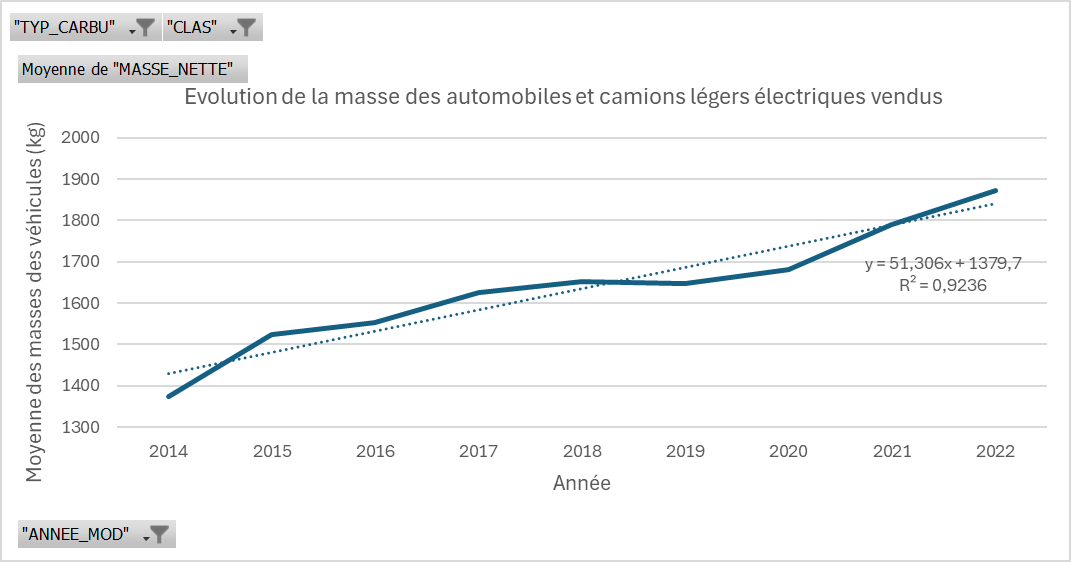 "TYP_CARBU" "CLAS"
Moyenne de "MASSE_NETTE"
Evolution de la masse des automobiles et camions légers électriques vendus
Moyenne des masses des véhicules (kg)
2000
1900
1800
1700
1600
1500
1400
1300
y = 51,306x + 1379,7
R² = 0,9236
2014 2015 2016 2017 2018 2019 2020 2021 2022
Année
"ANNEE_MOD"